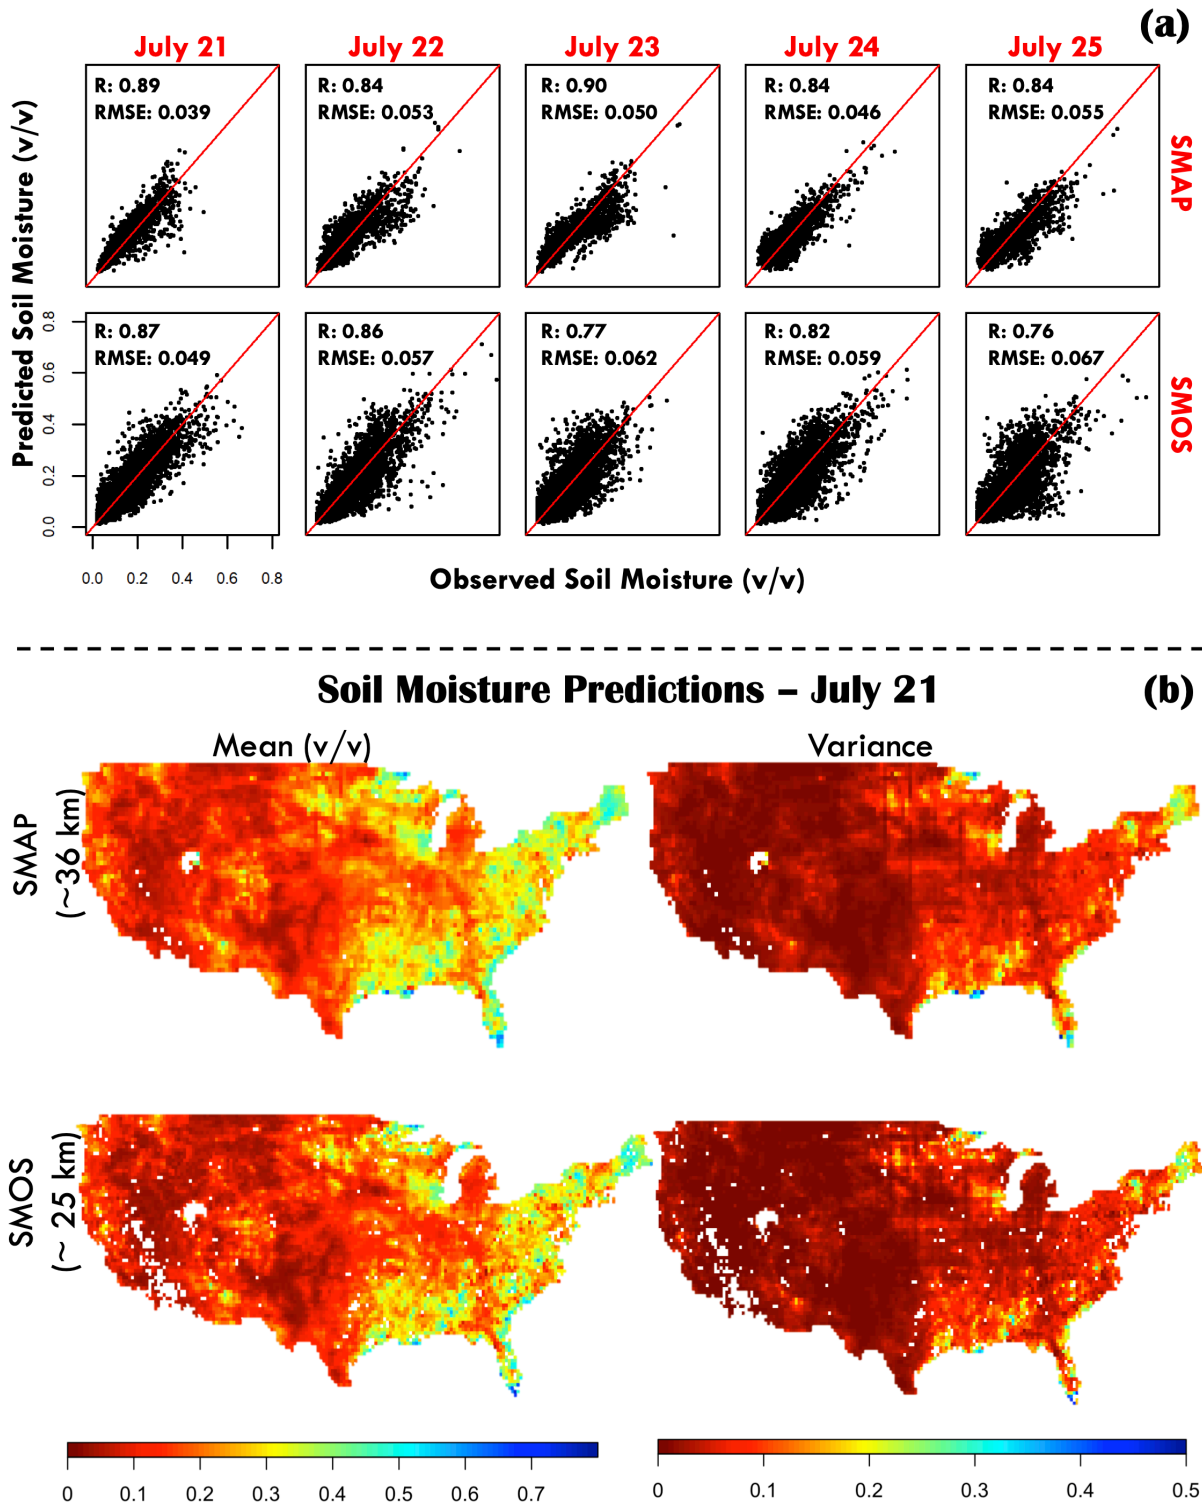 (a)
July 21 July 22 July 23 July 24 July 25
R: 0.89 R: 0.84 R: 0.90 R: 0.84 R: 0.84
RMSE: 0.039 RMSE: 0.053 RMSE: 0.050 RMSE: 0.046 RMSE: 0.055
SMAP
Predicted Soil Moisture (v/v)
R: 0.87 R: 0.86 R: 0.77 R: 0.82 R: 0.76
RMSE: 0.049 RMSE: 0.057 RMSE: 0.062 RMSE: 0.059 RMSE: 0.067
SMOS
0.8
0.6
0.4
0.2
0.0
0.0 0.2 0.4 0.6 0.8
Observed Soil Moisture (v/v)
Soil Moisture Predictions – July 21 (b)
Mean (v/v) Variance
SMAP
(~36 km)
SMOS
(~ 25 km)
0 0.1 0.2 0.3 0.4 0.5 0.6 0.7
0 0.1 0.2 0.3 0.4 0.5